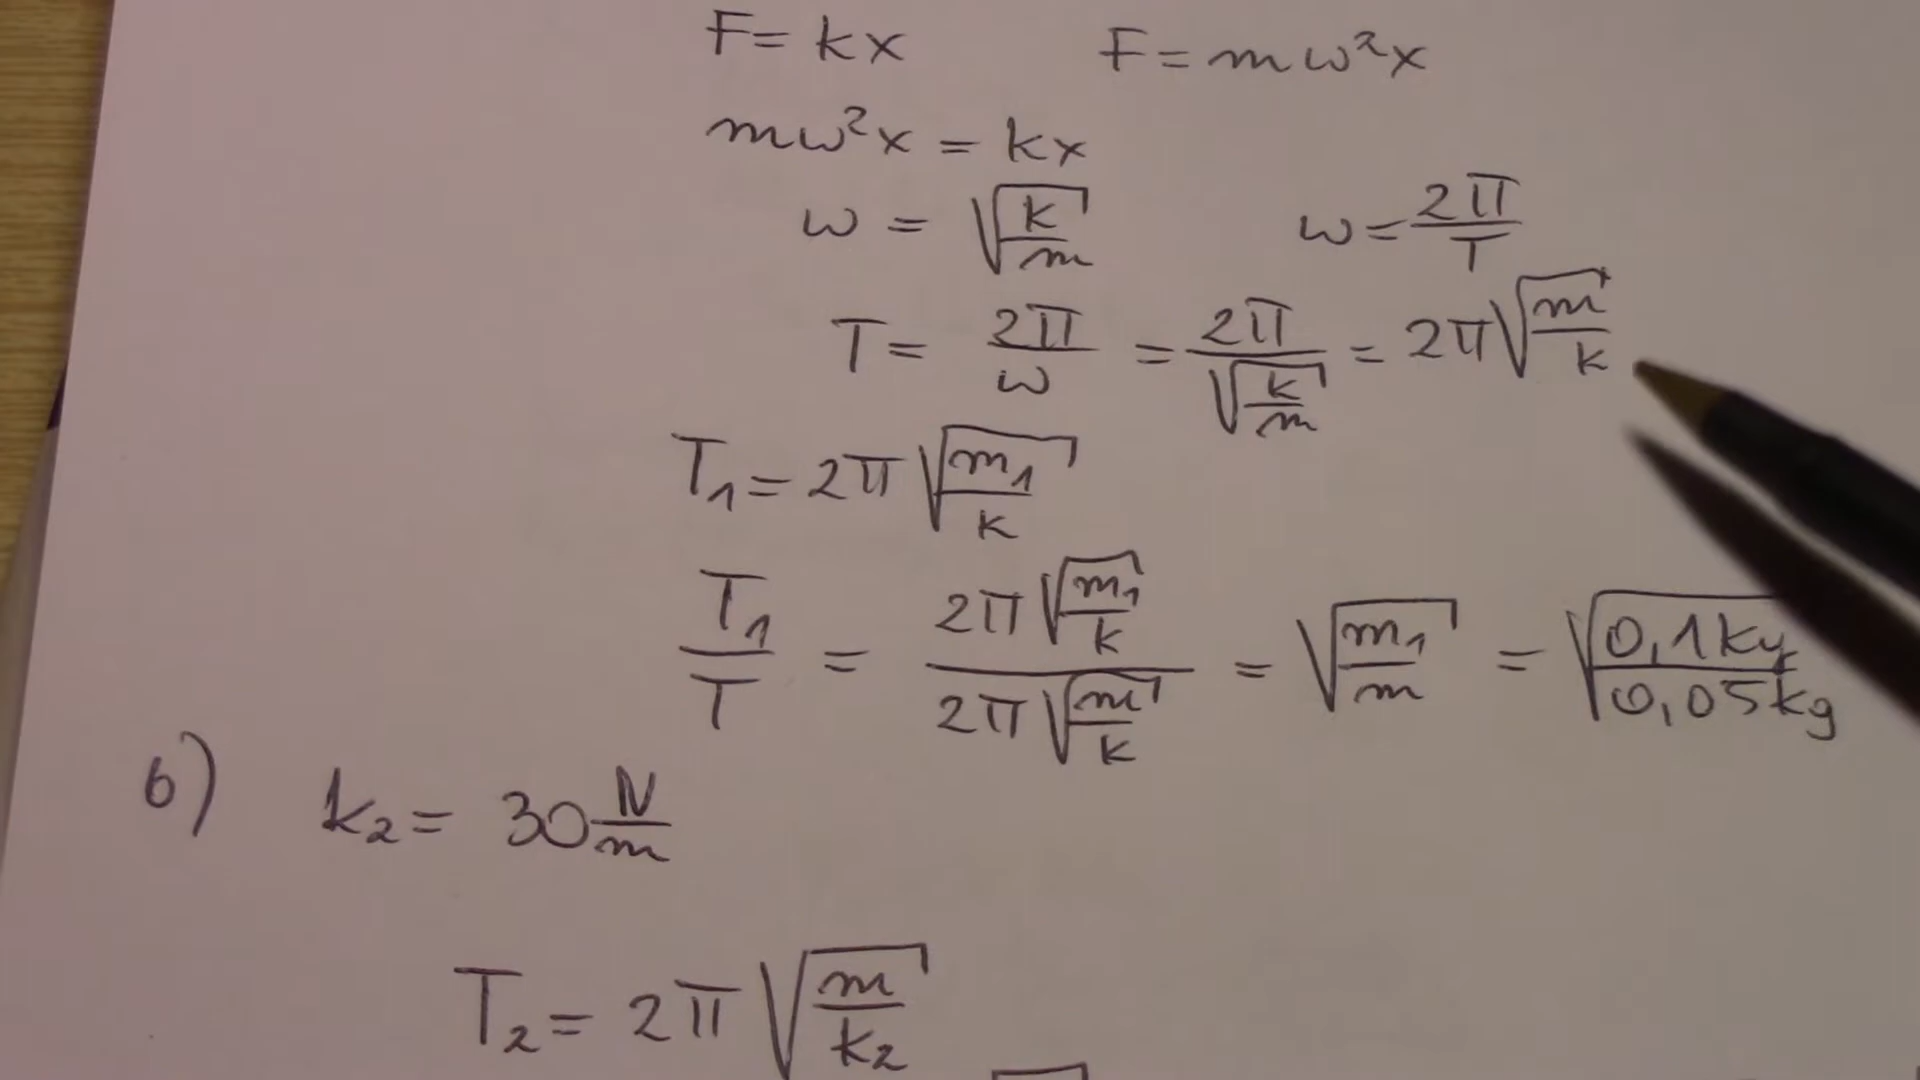 F = kx F = mω²x
mω²x = kx
ω = √(k/m) ω = 2π/T
T = 2π/ω = 2π/√(k/m) = 2π√(m/k)
T₁ = 2π√(m₁/k)
T₁/T = 2π√(m₁/k)/2π√(m/k) = √(m₁/m) = √(0,1kg/0,05kg)
b) k₂ = 30 N/m
T₂ = 2π√(m/k₂)